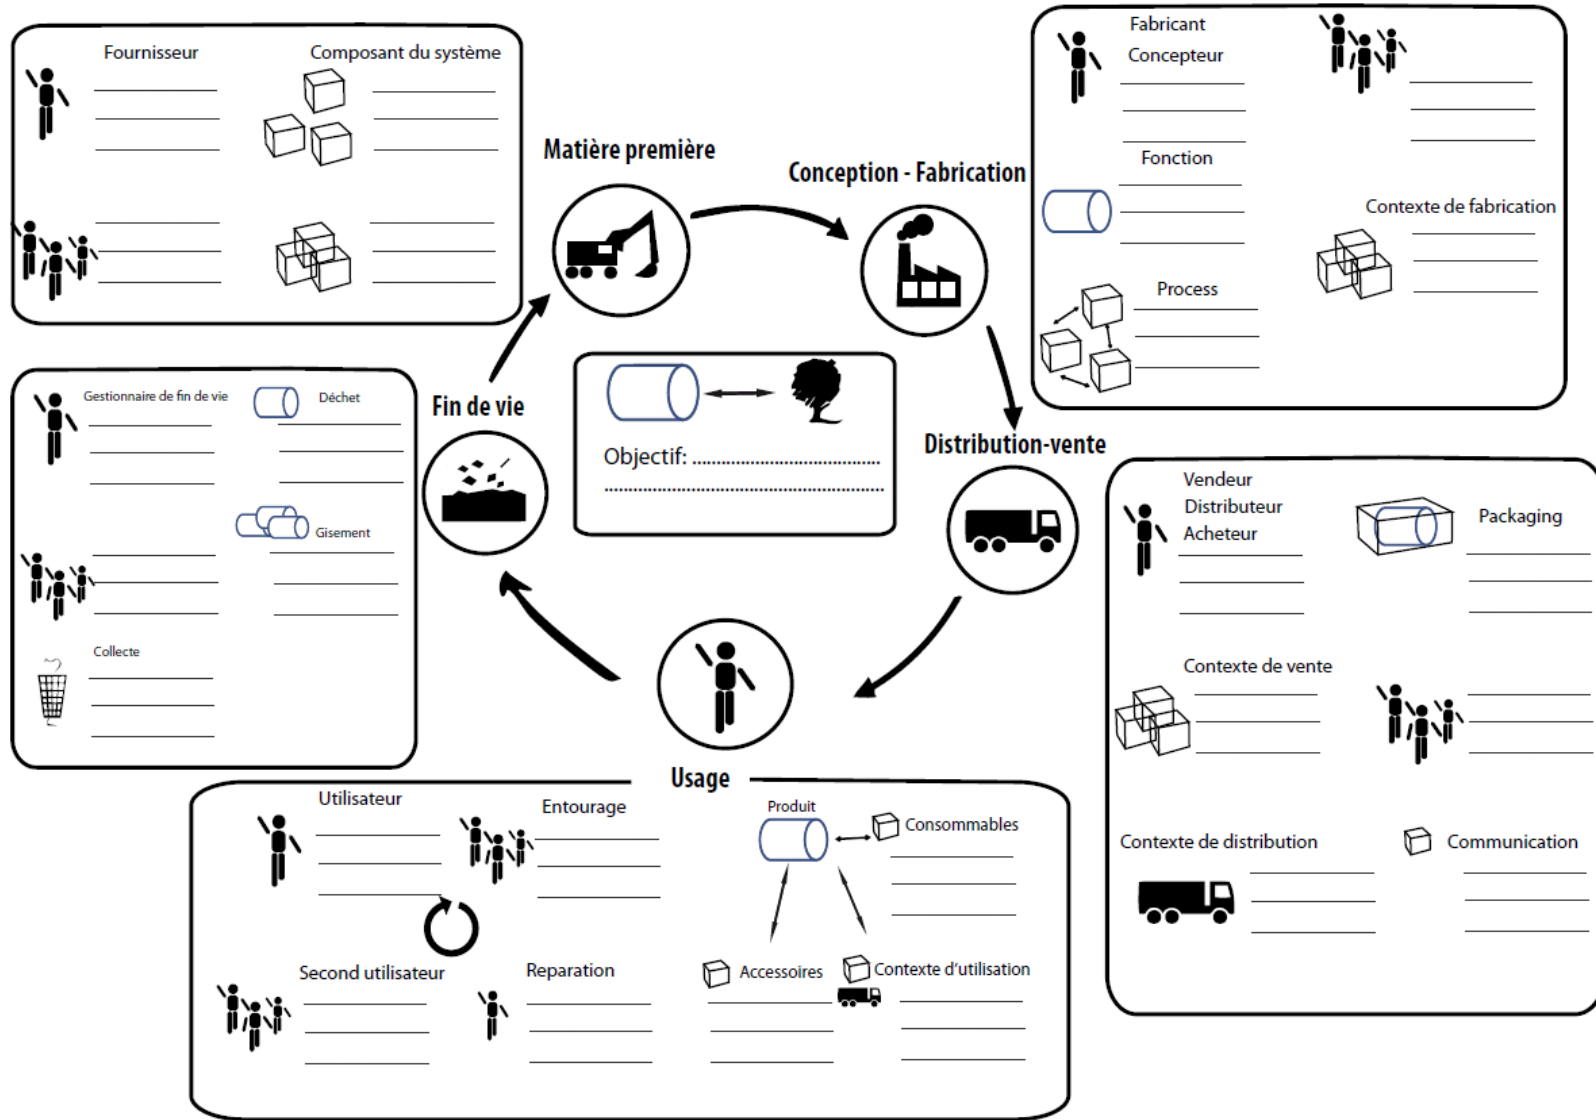 Fournisseur
Composant du système
Matière première
Conception - Fabrication
Fabricant
Concepteur
Fonction
Contexte de fabrication
Process
Gestionnaire de fin de vie
Déchet
Gisement
Collecte
Fin de vie
Objectif: ......................................
.........................................................
Distribution-vente
Vendeur
Distributeur
Acheteur
Packaging
Contexte de vente
Contexte de distribution
Communication
Usage
Utilisateur
Entourage
Produit
Consommables
Second utilisateur
Reparation
Accessoires
Contexte d'utilisation